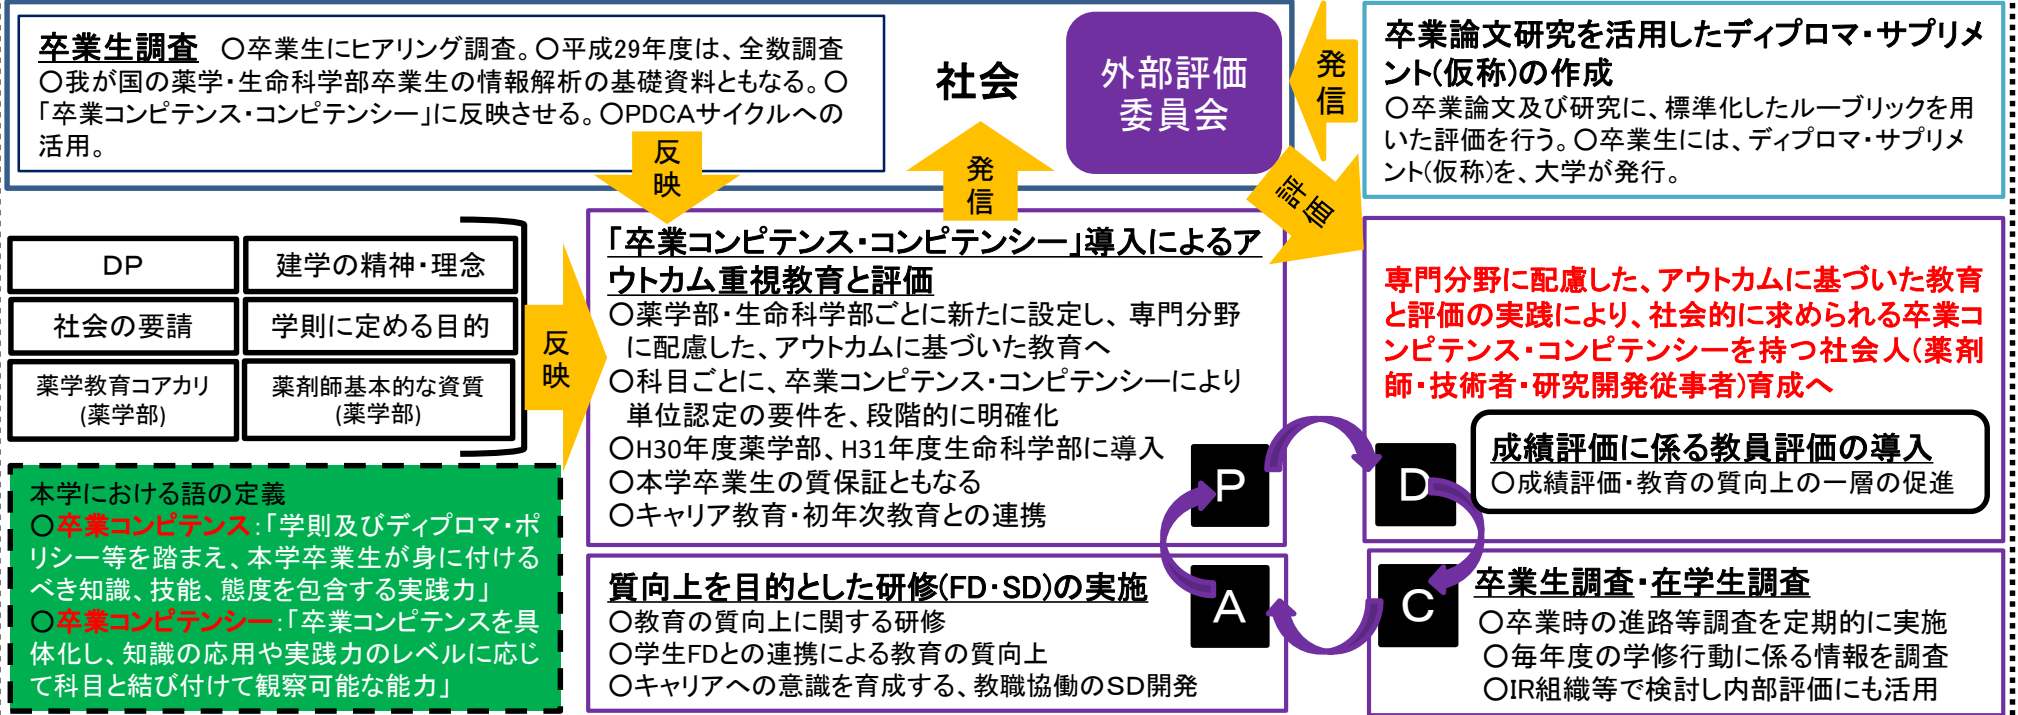 卒業生調査　○卒業生にヒアリング調査。○平成29年度は、全数調査
○我が国の薬学・生命科学部卒業生の情報解析の基礎資料ともなる。○
「卒業コンピテンス・コンピテンシー」に反映させる。○PDCAサイクルへの
活用。
社会
外部評価
委員会
発信
卒業論文研究を活用したディプロマ・サプリメ
ント(仮称)の作成
○卒業論文及び研究に、標準化したルーブリックを用
いた評価を行う。○卒業生には、ディプロマ・サプリメ
ント(仮称)を、大学が発行。
反映
発信
評価
DP
建学の精神・理念
社会の要請
学則に定める目的
薬学教育コアカリ
(薬学部)
薬剤師基本的な資質
(薬学部)
反映
「卒業コンピテンス・コンピテンシー」導入によるア
ウトカム重視教育と評価
○薬学部・生命科学部ごとに新たに設定し、専門分野
に配慮した、アウトカムに基づいた教育へ
○科目ごとに、卒業コンピテンス・コンピテンシーにより
単位認定の要件を、段階的に明確化
○H30年度薬学部、H31年度生命科学部に導入
○本学卒業生の質保証ともなる
○キャリア教育・初年次教育との連携
P
専門分野に配慮した、アウトカムに基づいた教育
と評価の実践により、社会的に求められる卒業コ
ンピテンス・コンピテンシーを持つ社会人(薬剤
師・技術者・研究開発従事者)育成へ
D
成績評価に係る教員評価の導入
○成績評価・教育の質向上の一層の促進
本学における語の定義
○卒業コンピテンス：「学則及びディプロマ・ポ
リシー等を踏まえ、本学卒業生が身に付ける
べき知識、技能、態度を包含する実践力」
○卒業コンピテンシー：「卒業コンピテンスを具
体化し、知識の応用や実践力のレベルに応じ
て科目と結び付けて観察可能な能力」
質向上を目的とした研修(FD・SD)の実施
○教育の質向上に関する研修
○学生FDとの連携による教育の質向上
○キャリアへの意識を育成する、教職協働のSD開発
A
C
卒業生調査・在学生調査
○卒業時の進路等調査を定期的に実施
○毎年度の学修行動に係る情報を調査
○IR組織等で検討し内部評価にも活用